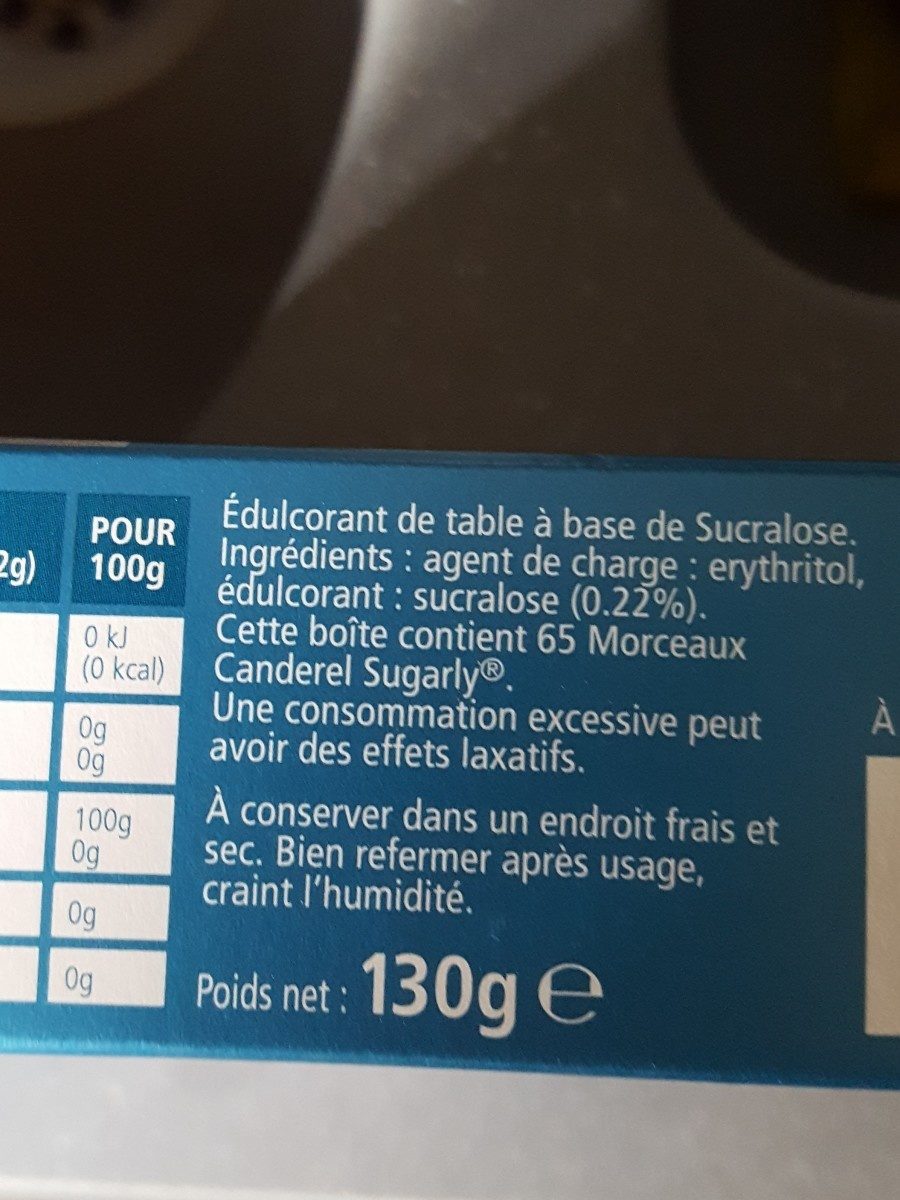 2g)
POUR
100g
0 kJ
(0 kcal)
0g
0g
100g
0g
0g
0g
Édulcorant de table à base de Sucralose.
Ingrédients : agent de charge : erythritol,
édulcorant : sucralose (0.22%).
Cette boîte contient 65 Morceaux
Canderel Sugarly®.
Une consommation excessive peut
avoir des effets laxatifs.
À conserver dans un endroit frais et
sec. Bien refermer après usage,
craint l'humidité.
Poids net : 130g e
À